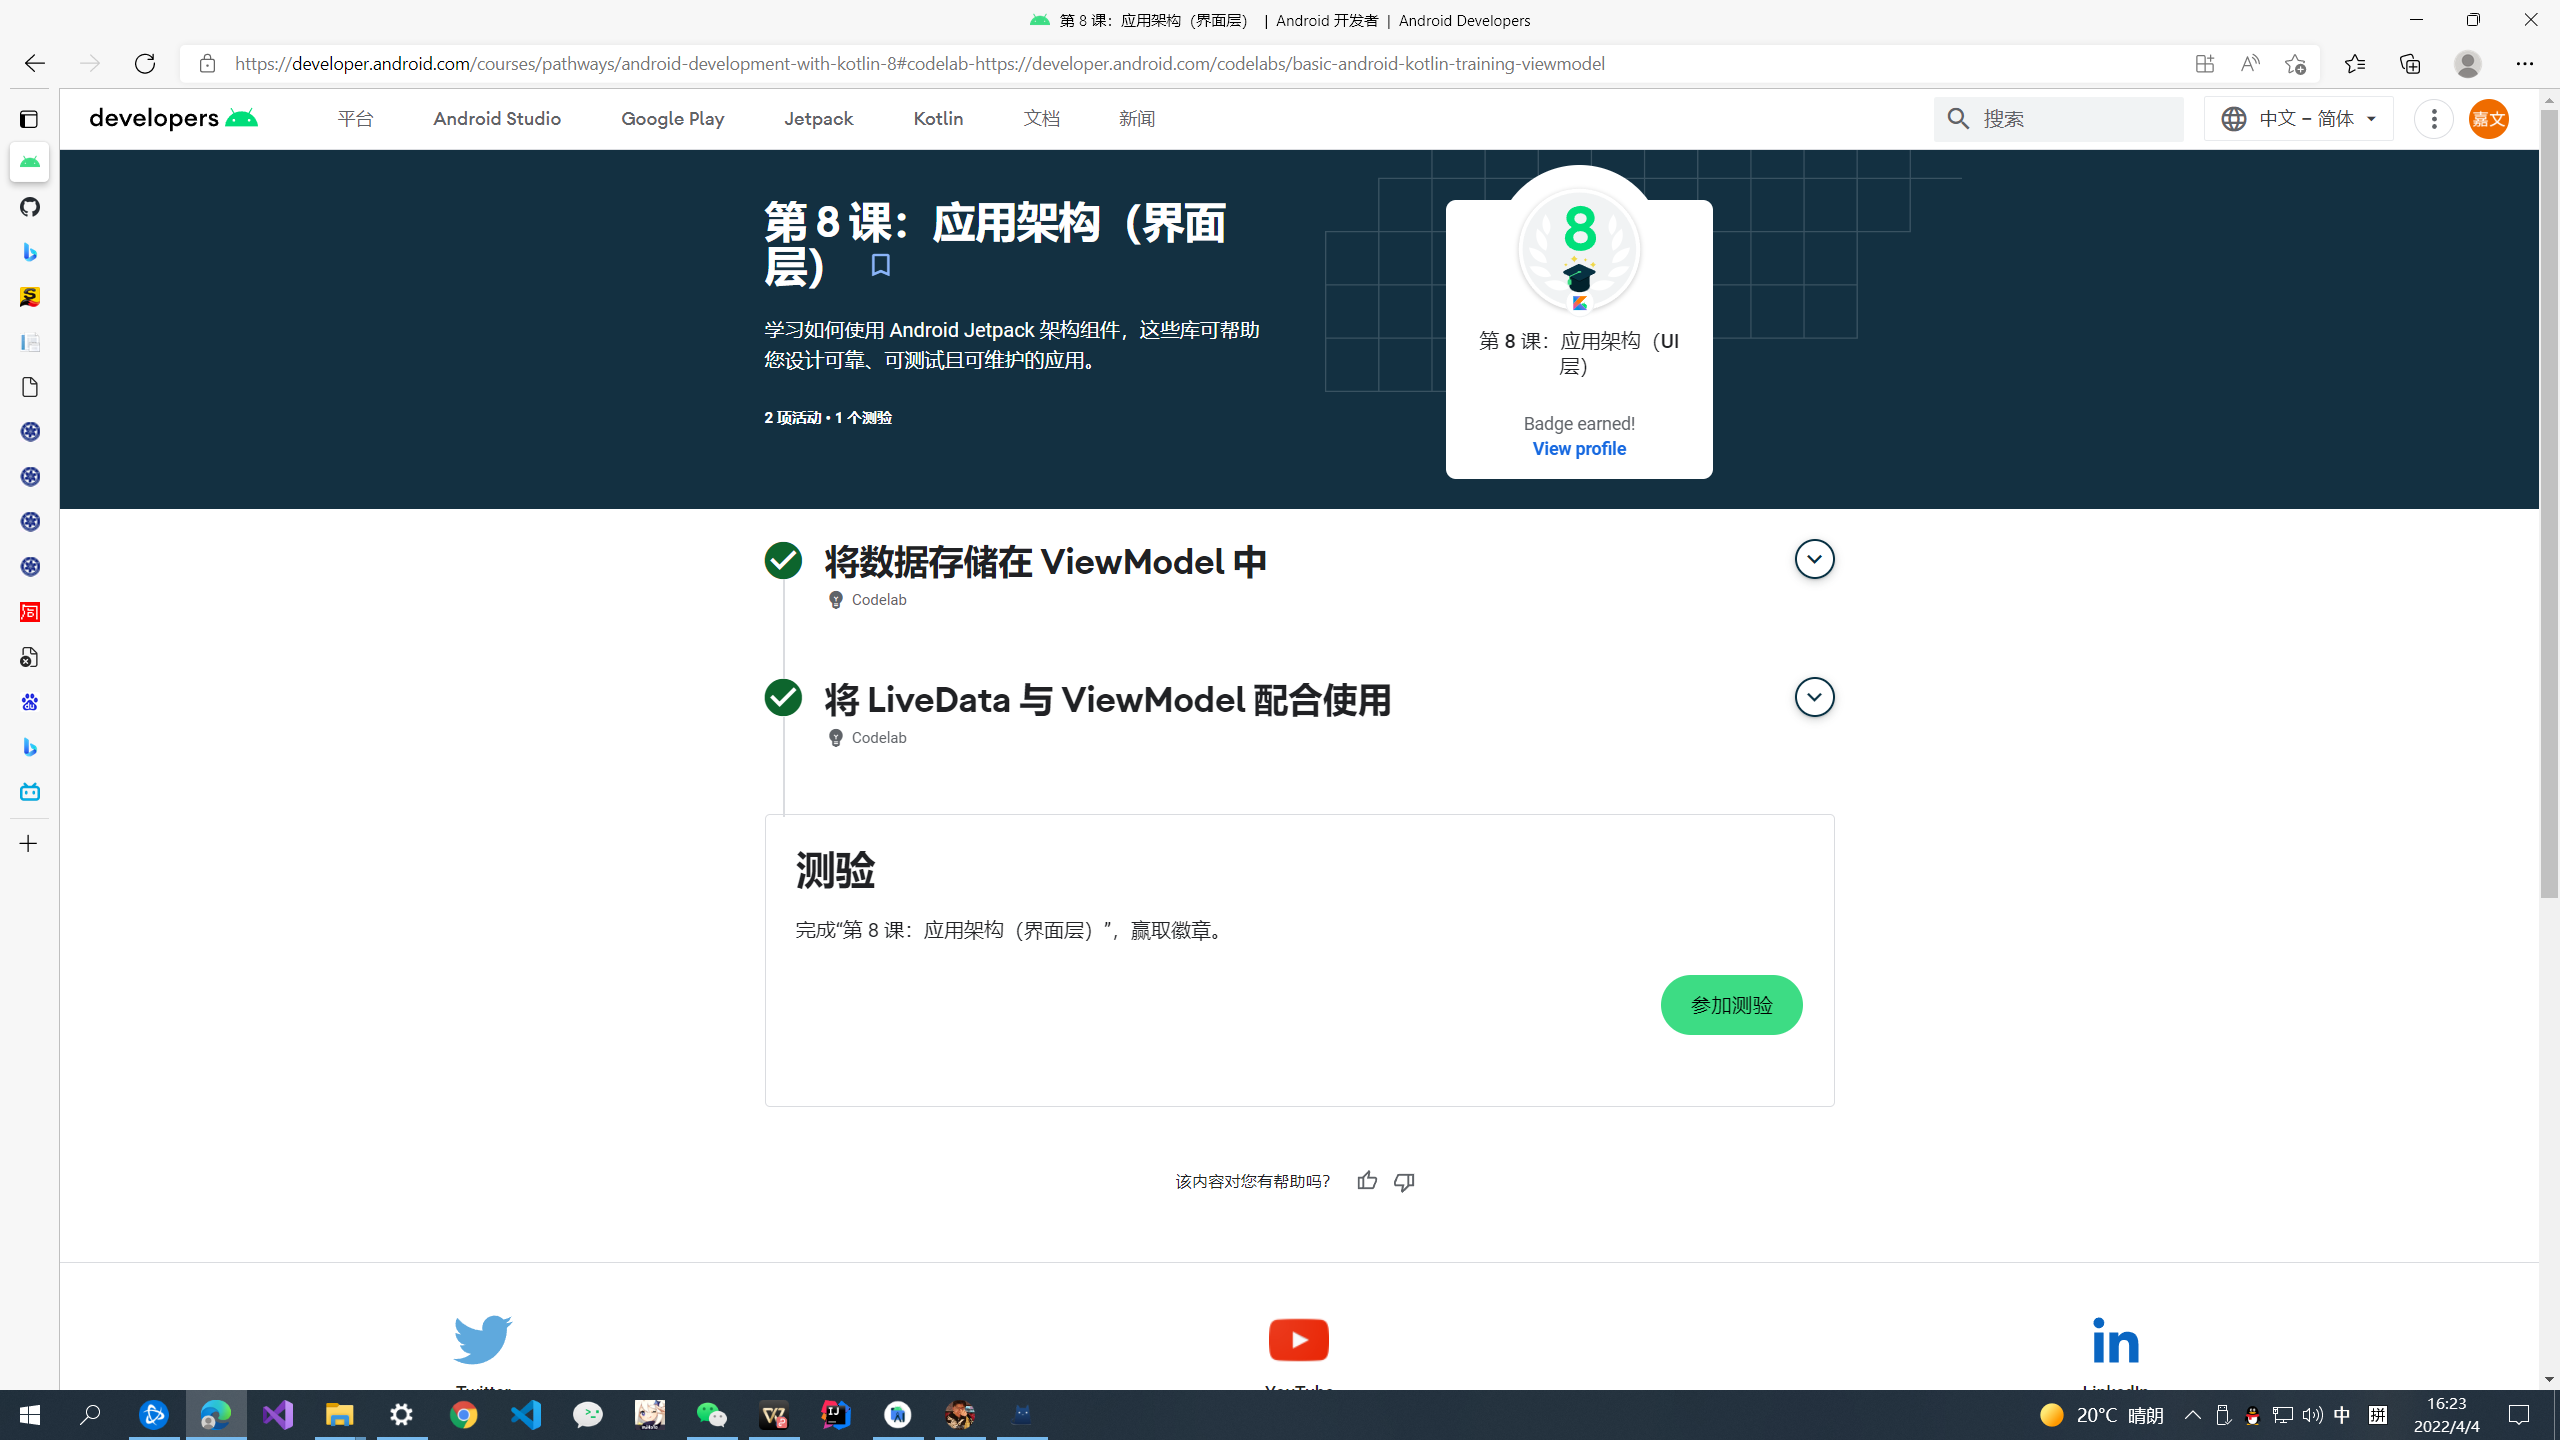 第 8 课：应用架构（界面层） | Android 开发者 | Android Developers
https://developer.android.com/courses/pathways/android-development-with-kotlin-8#codelab-https://developer.android.com/codelabs/basic-android-kotlin-training-viewmodel
developers 平台 Android Studio Google Play Jetpack Kotlin 文档 新闻 搜索 中文 – 简体 嘉文
第 8 课：应用架构（界面
层）
学习如何使用 Android Jetpack 架构组件，这些库可帮助
您设计可靠、可测试且可维护的应用。
2 项活动 • 1 个测验
8
第 8 课：应用架构（UI
层）
Badge earned!
View profile
将数据存储在 ViewModel 中
Codelab
将 LiveData 与 ViewModel 配合使用
Codelab
测验
完成“第 8 课：应用架构（界面层）”，赢取徽章。
参加测验
该内容对您有帮助吗？
Twitter YouTube LinkedIn
20°C 晴朗 中 拼 16:23
2022/4/4